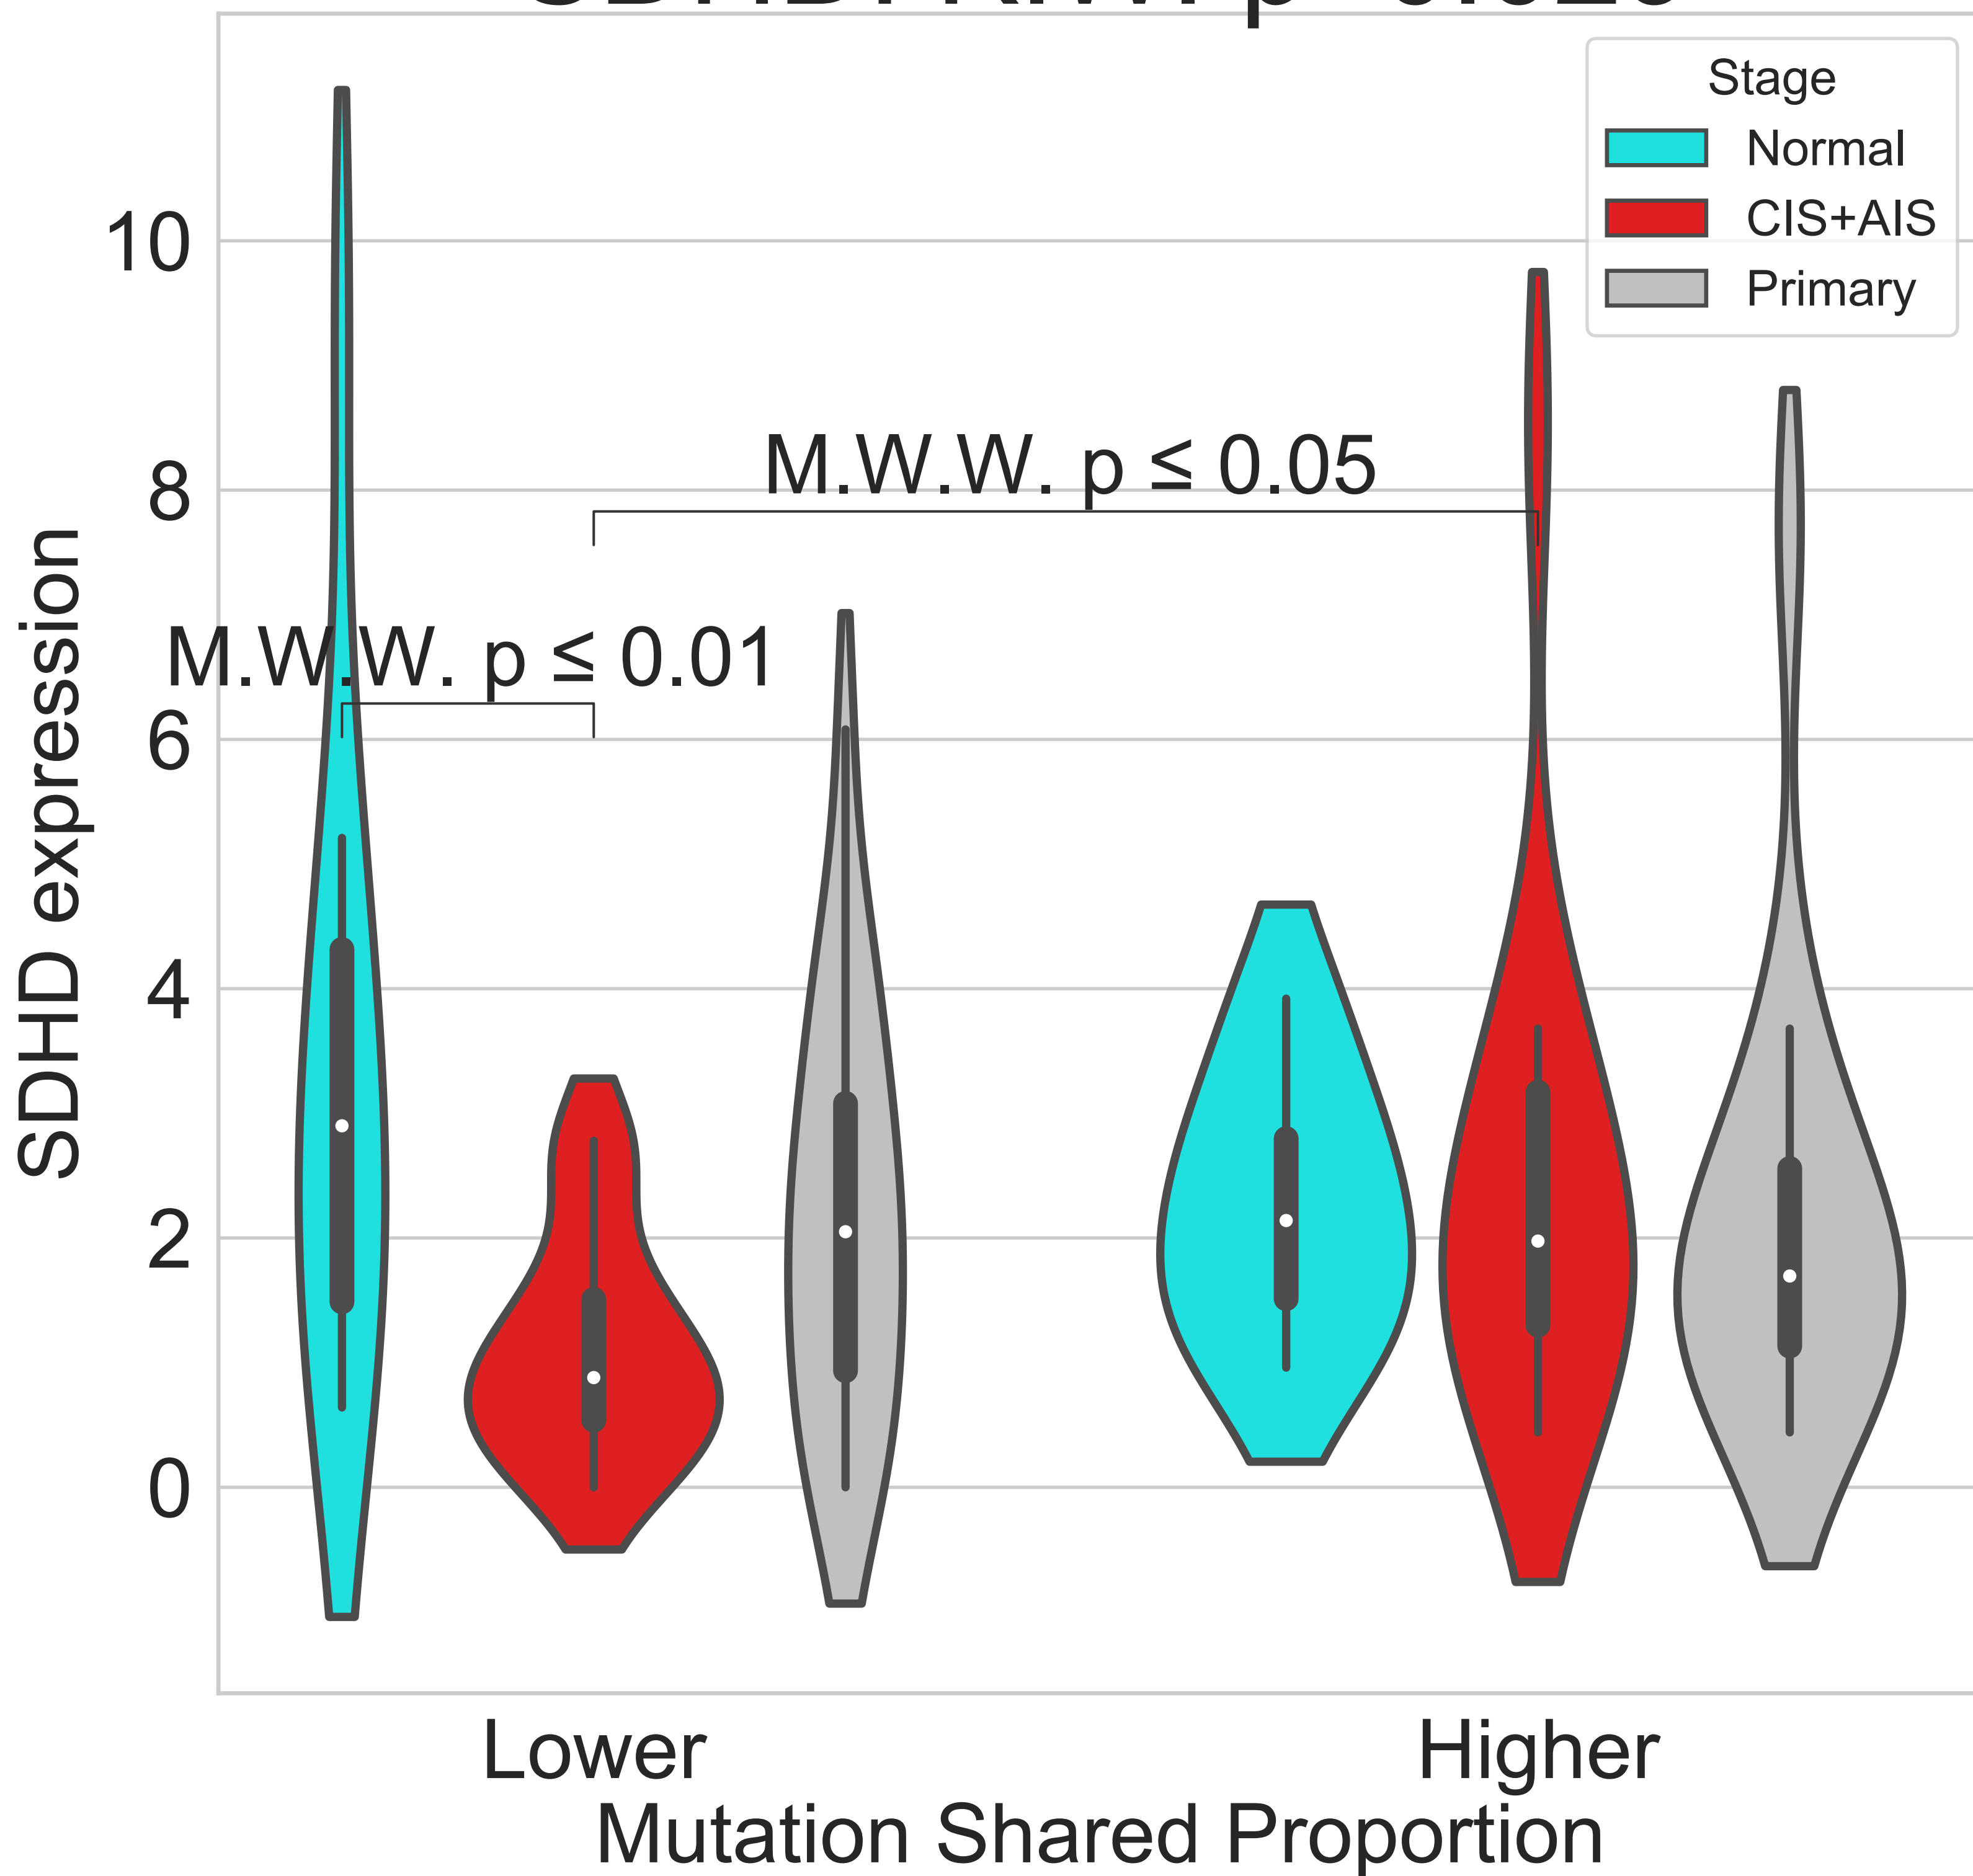 Stage
Normal
CIS+AIS
Primary
10
8
6
4
2
0
SDHD expression
M.W.W. p ≤ 0.05
M.W.W. p ≤ 0.01
Lower
Higher
Mutation Shared Proportion